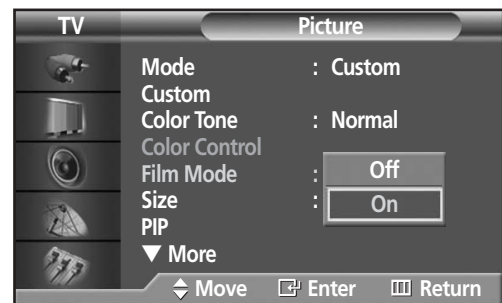 TV Picture
Mode : Custom
Custom
Color Tone : Normal
Color Control
Film Mode : Off
Size : On
PIP
▼ More
Move Enter Return